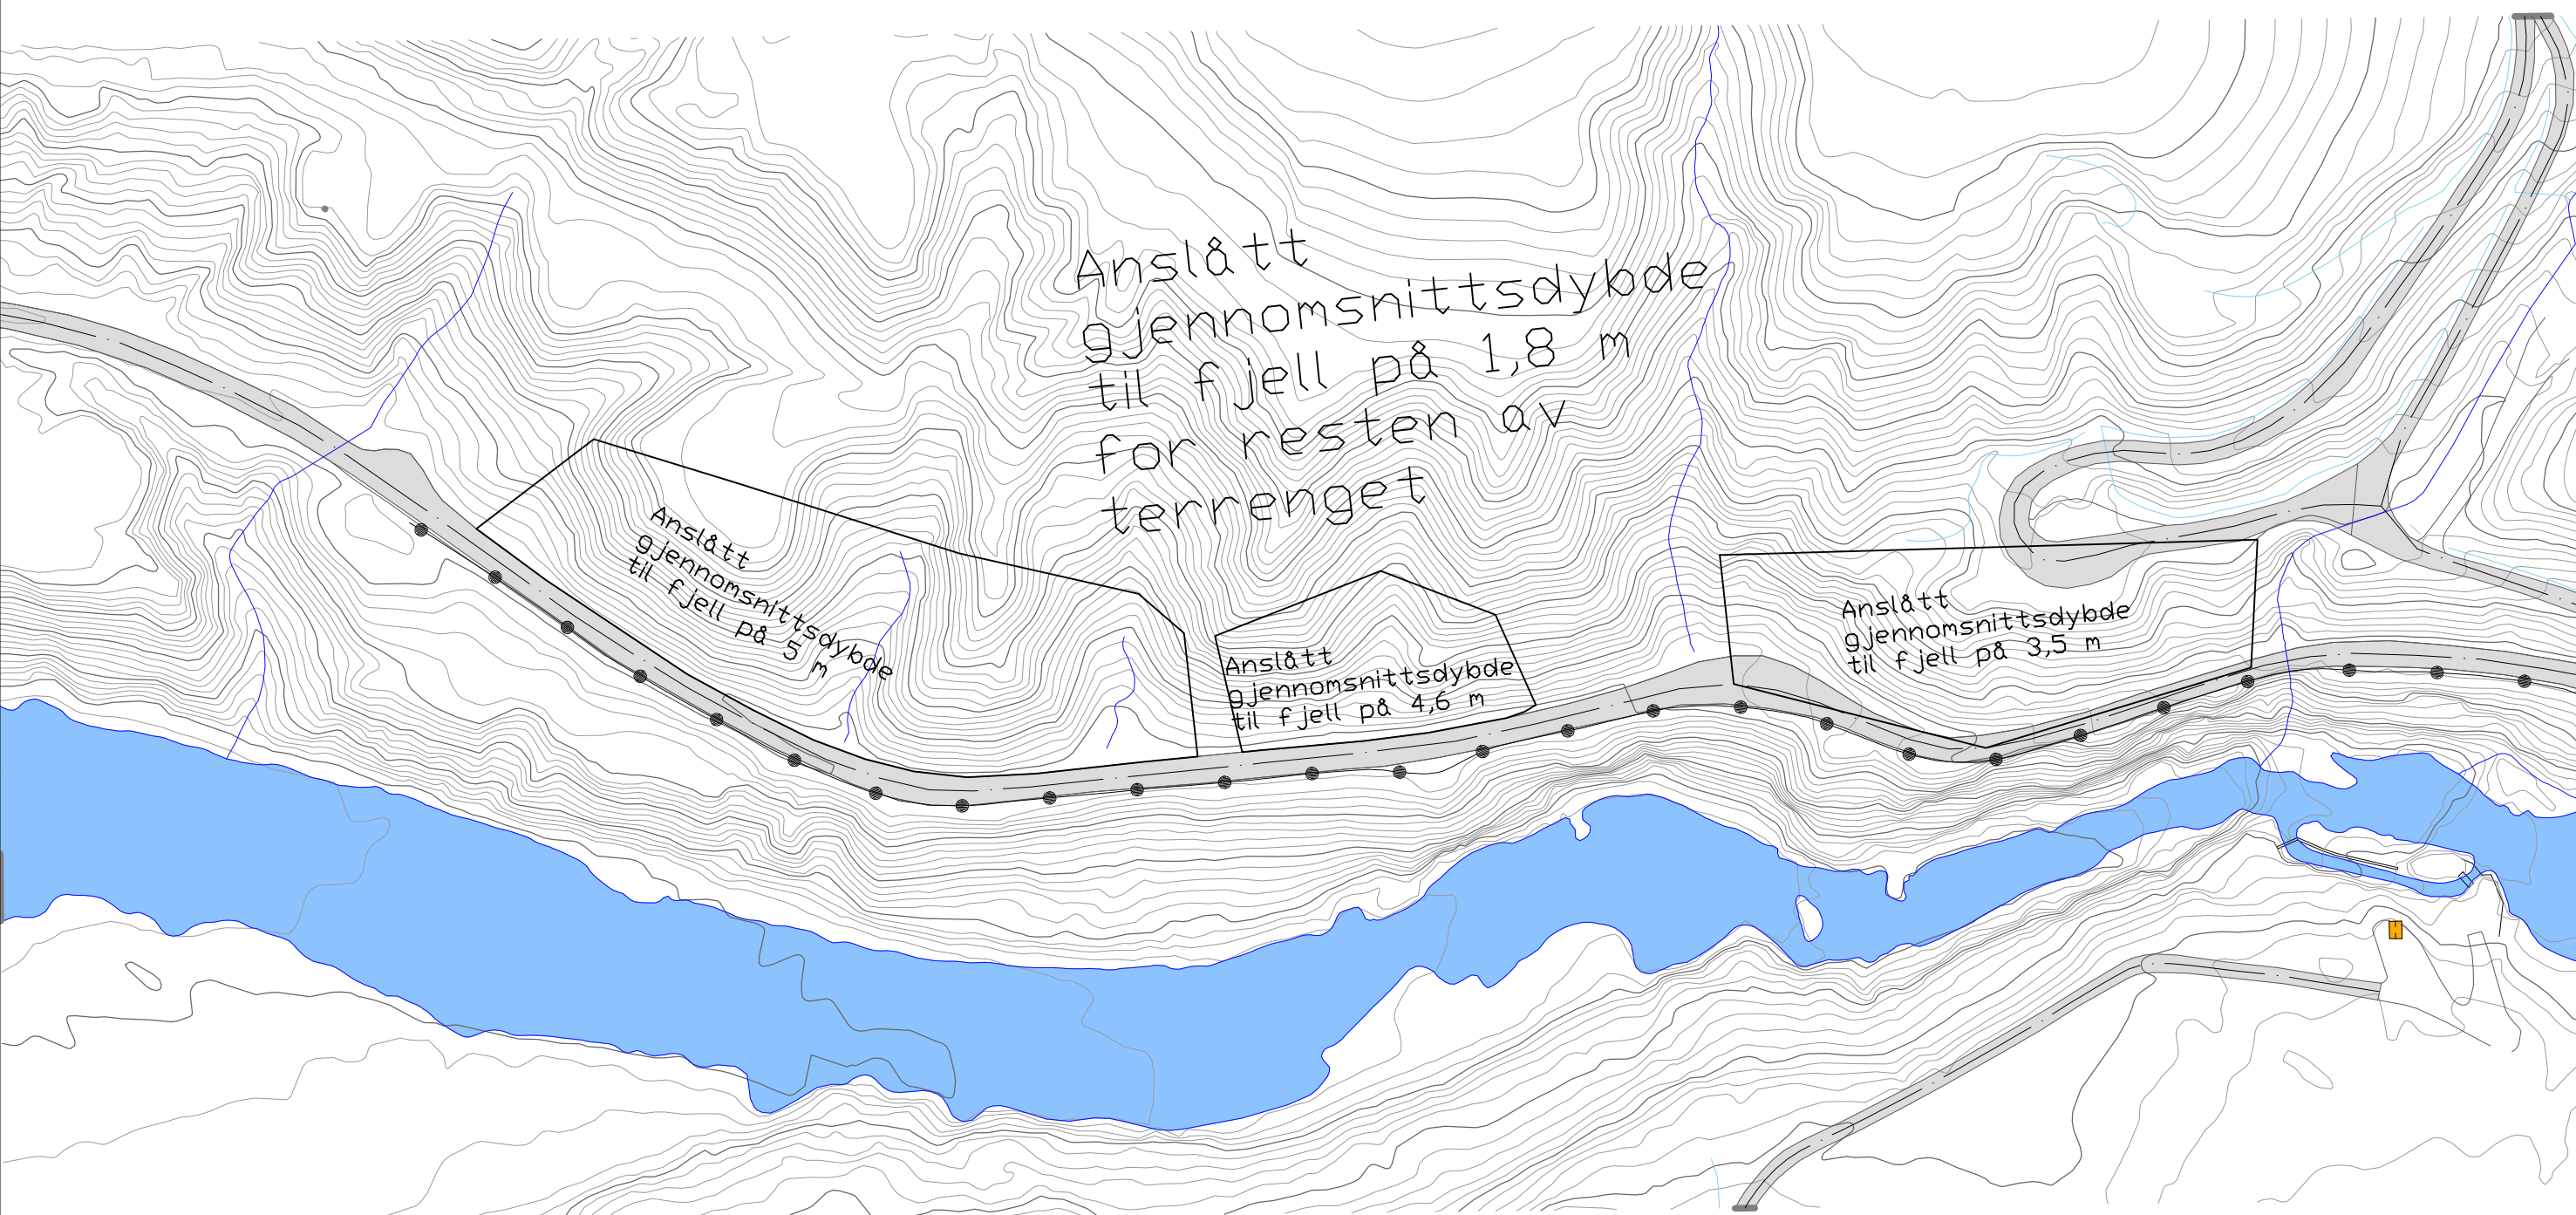 Anslått
gjennomsnittsdybde
til fjell på 1,8 m
for resten av
terrenget
Anslått
gjennomsnittsdybde
til fjell på 5 m
Anslått
gjennomsnittsdybde
til fjell på 4,6 m
Anslått
gjennomsnittsdybde
til fjell på 3,5 m